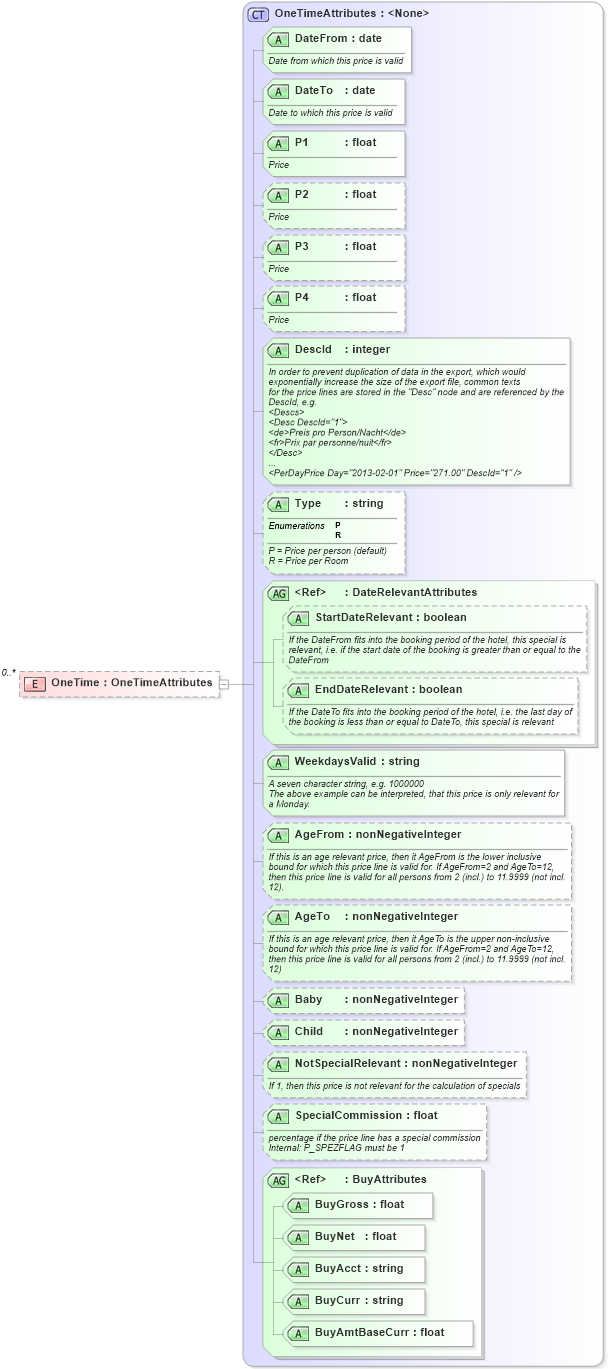 CT OneTimeAttributes : <None>
A DateFrom : date
Date from which this price is valid
A DateTo : date
Date to which this price is valid
A P1 : float
Price
A P2 : float
Price
A P3 : float
Price
A P4 : float
Price
A DescId : integer
In order to prevent duplication of data in the export, which would
exponentially increase the size of the export file, common texts
for the price lines are stored in the "Desc" node and are referenced by the
DescId, e.g.
<Descs>
<Desc DescId="1">
<de>Preis pro Person/Nacht</de>
<fr>Prix par personne/nuit</fr>
</Desc>
...
<PerDayPrice Day="2013-02-01" Price="271.00" DescId="1" />
A Type : string
Enumerations P
R
P = Price per person (default)
R = Price per Room
AG <Ref> : DateRelevantAttributes
A StartDateRelevant : boolean
If the DateFrom fits into the booking period of the hotel, this special is
relevant, i.e. if the start date of the booking is greater than or equal to the
DateFrom
0..*
E OneTime : OneTimeAttributes
A EndDateRelevant : boolean
If the DateTo fits into the booking period of the hotel, i.e. the last day of
the booking is less than or equal to DateTo, this special is relevant
A WeekdaysValid : string
A seven character string, e.g. 1000000
The above example can be interpreted, that this price is only relevant for
a Monday.
A AgeFrom : nonNegativeInteger
If this is an age relevant price, then it AgeFrom is the lower inclusive
bound for which this price line is valid for. If AgeFrom=2 and AgeTo=12,
then this price line is valid for all persons from 2 (incl.) to 11.9999 (not incl.
12).
A AgeTo : nonNegativeInteger
If this is an age relevant price, then it AgeTo is the upper non-inclusive
bound for which this price line is valid for. If AgeFrom=2 and AgeTo=12,
then this price line is valid for all persons from 2 (incl.) to 11.9999 (not incl.
12)
A Baby : nonNegativeInteger
A Child : nonNegativeInteger
A NotSpecialRelevant : nonNegativeInteger
If 1, then this price is not relevant for the calculation of specials
A SpecialCommission : float
percentage if the price line has a special commission
Internal: P_SPEZFLAG must be 1
AG <Ref> : BuyAttributes
A BuyGross : float
A BuyNet : float
A BuyAcct : string
A BuyCurr : string
A BuyAmtBaseCurr : float